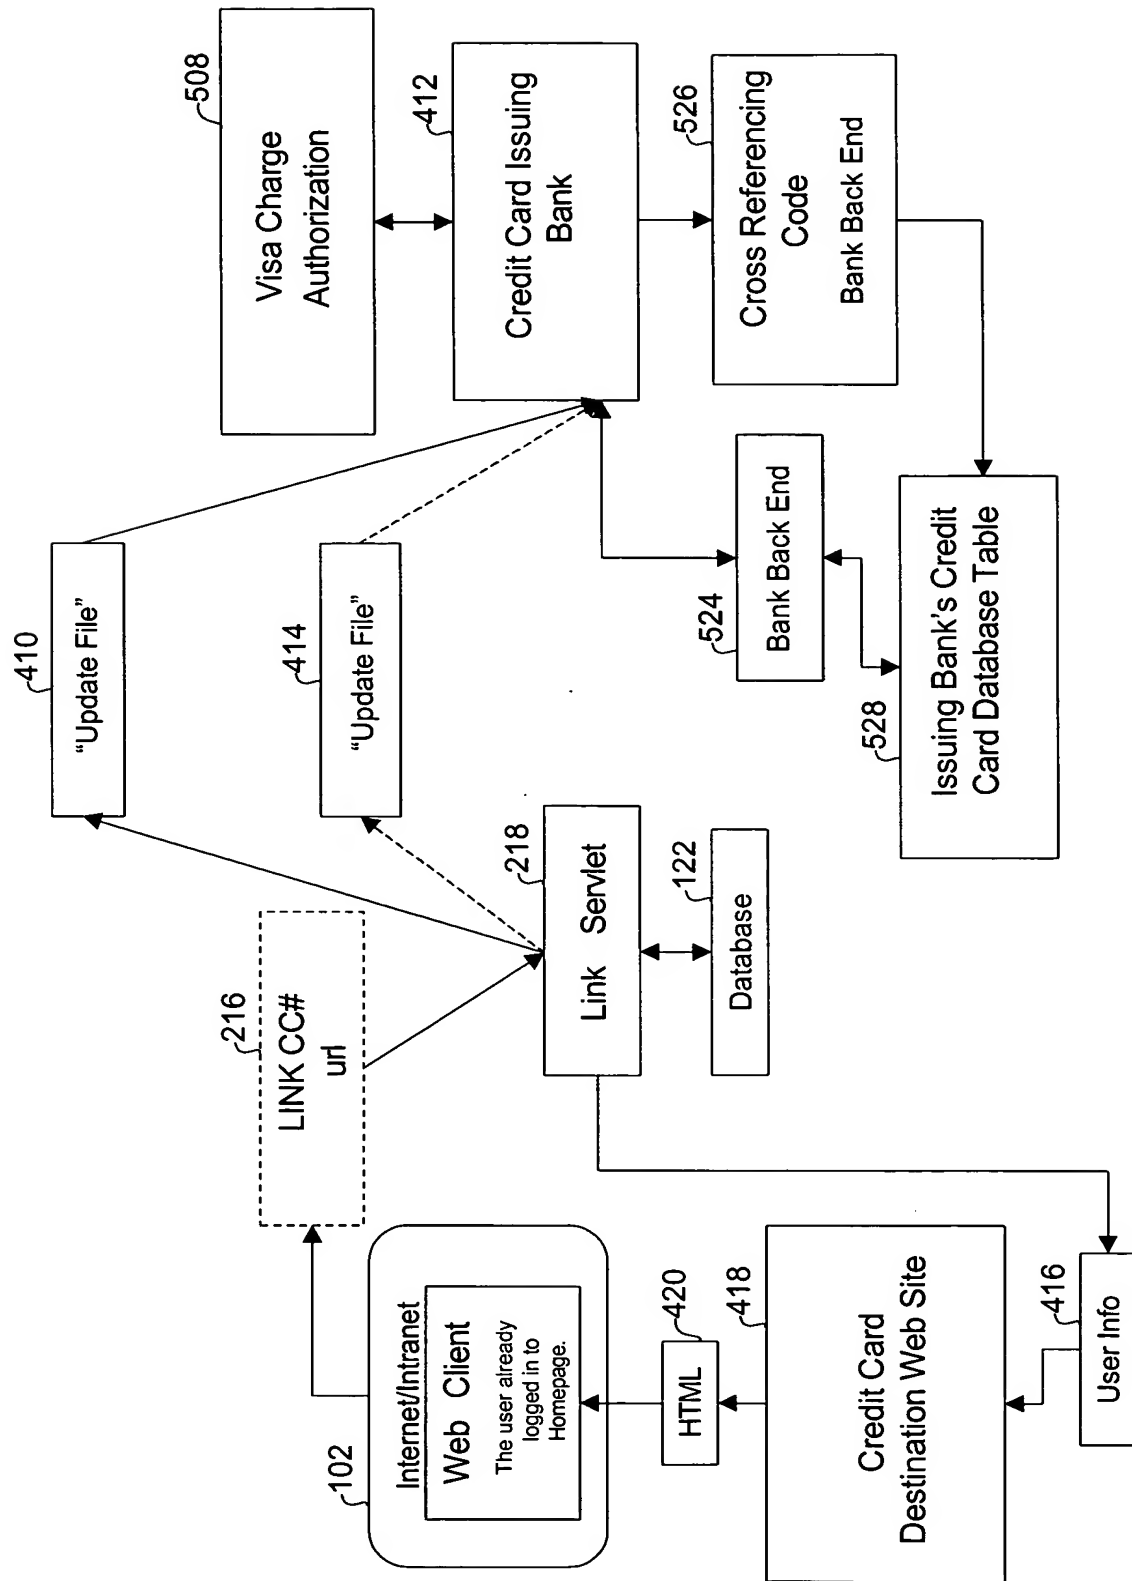 102
Internet/Intranet
Web Client
The user already
logged in to
Homepage.
216
LINK CC#
url
410
“Update File”
414
“Update File”
508
Visa Charge
Authorization
412
Credit Card Issuing
Bank
526
Cross Referencing
Code
Bank Back End
524
Bank Back End
528
Issuing Bank’s Credit
Card Database Table
218
Link Servlet
122
Database
420
HTML
418
Credit Card
Destination Web Site
416
User Info